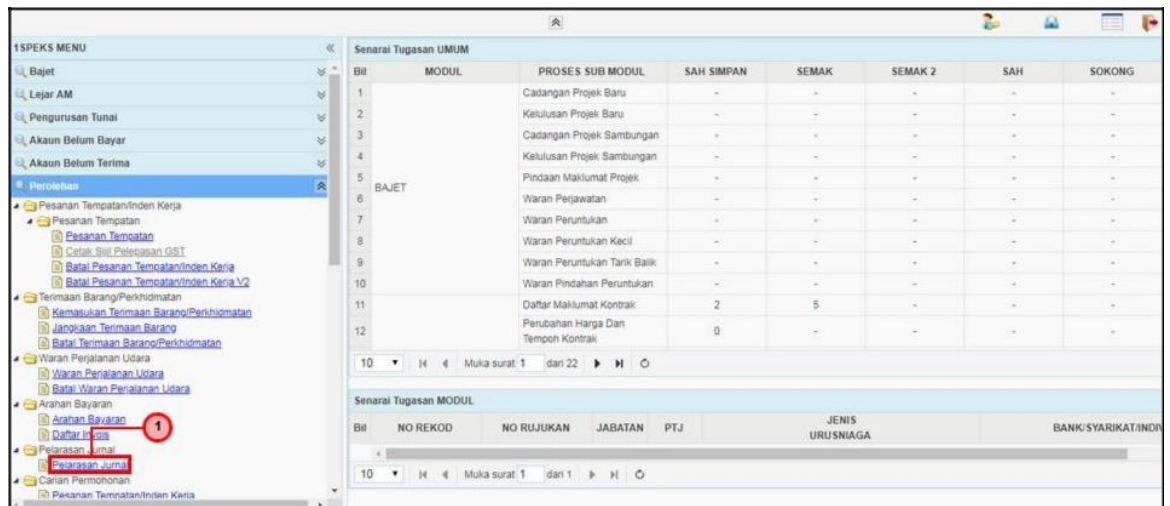 1SPEKS MENU
Bajet
Lejar AM
Pengurusan Tunai
Akaun Belum Bayar
Akaun Belum Terima
Perolehan
Pesanan Tempatan/Inden Kerja
Pesanan Tempatan
Pesanan Tempatan
Cetak Sijil Pelepasan GST
Batal Pesanan Tempatan/Inden Kerja
Batal Pesanan Tempatan/Inden Kerja V2
Terimaan Barang/Perkhidmatan
Kemasukan Terimaan Barang/Perkhidmatan
Jangkaan Terimaan Barang
Batal Terimaan Barang/Perkhidmatan
Waran Perjalanan Udara
Waran Perjalanan Udara
Batal Waran Perjalanan Udara
Arahan Bayaran
Arahan Bayaran
Daftar Invois
1
Pelarasan Jurnal
Pelarasan Jurnal
Carian Permohonan
Pesanan Tempatan/Inden Kerja
Senarai Tugasan UMUM
Bil MODUL PROSES SUB MODUL SAH SIMPAN SEMAK SEMAK 2 SAH SOKONG
1 Cadangan Projek Baru - - - - -
2 Kelulusan Projek Baru - - - - -
3 Cadangan Projek Sambungan - - - - -
4 Kelulusan Projek Sambungan - - - - -
5 Pindaan Maklumat Projek - - - - -
BAJET
6 Waran Perjawatan - - - - -
7 Waran Peruntukan - - - - -
8 Waran Peruntukan Kecil - - - - -
9 Waran Peruntukan Tarik Balik - - - - -
10 Waran Pindahan Peruntukan - - - - -
11 Daftar Maklumat Kontrak 2 5 - - -
12 Perubahan Harga Dan Tempoh Kontrak 0 - - - -
10 Muka surat 1 dari 22
Senarai Tugasan MODUL
Bil NO REKOD NO RUJUKAN JABATAN PTJ JENIS URUSNIAGA BANK/SYARIKAT/INDIV
10 Muka surat 1 dari 1